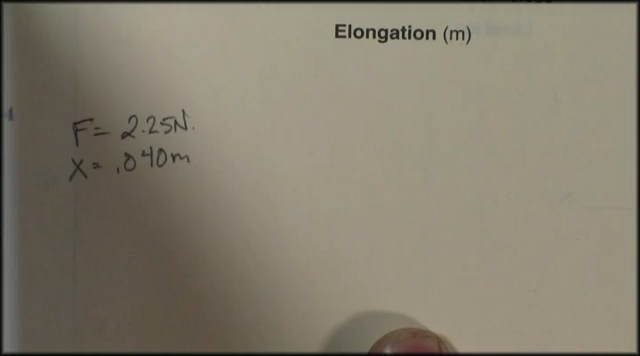 Elongation (m)
F= 2.25N.
X= .040m